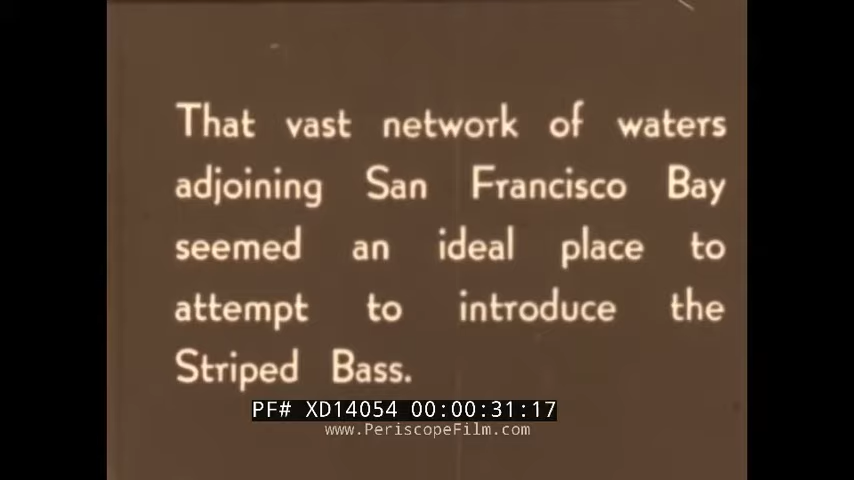 That vast network of waters
adjoining San Francisco Bay
seemed an ideal place to
attempt to introduce the
Striped Bass.
PF# XD14054 00:00:31:17
www.PeriscopeFilm.com